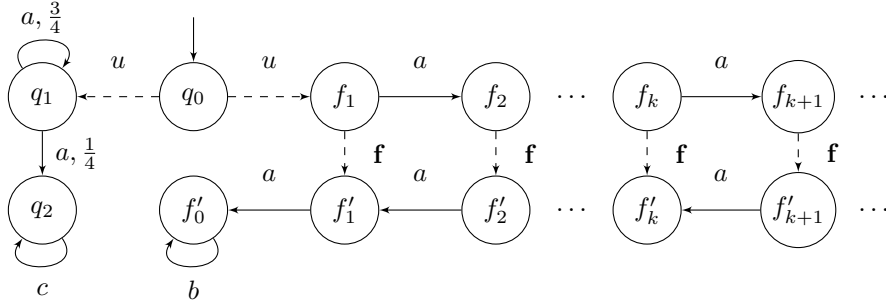 a, 3/4
u u a a
q₁ q₀ f₁ f₂ ⋯ fₖ fₖ₊₁ ⋯
a, 1/4 f f f f
a a a
q₂ f′₀ f′₁ f′₂ ⋯ f′ₖ f′ₖ₊₁ ⋯
c b